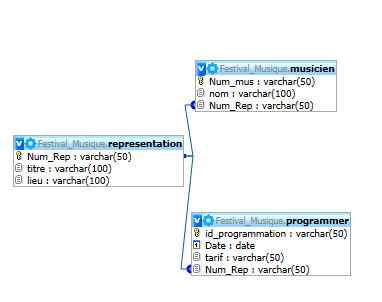 v Festival_Musique.musicien
Num_mus : varchar(50)
nom : varchar(100)
Num_Rep : varchar(50)
v Festival_Musique.representation
Num_Rep : varchar(50)
titre : varchar(100)
lieu : varchar(100)
v Festival_Musique.programmer
id_programmation : varchar(50)
Date : date
tarif : varchar(50)
Num_Rep : varchar(50)